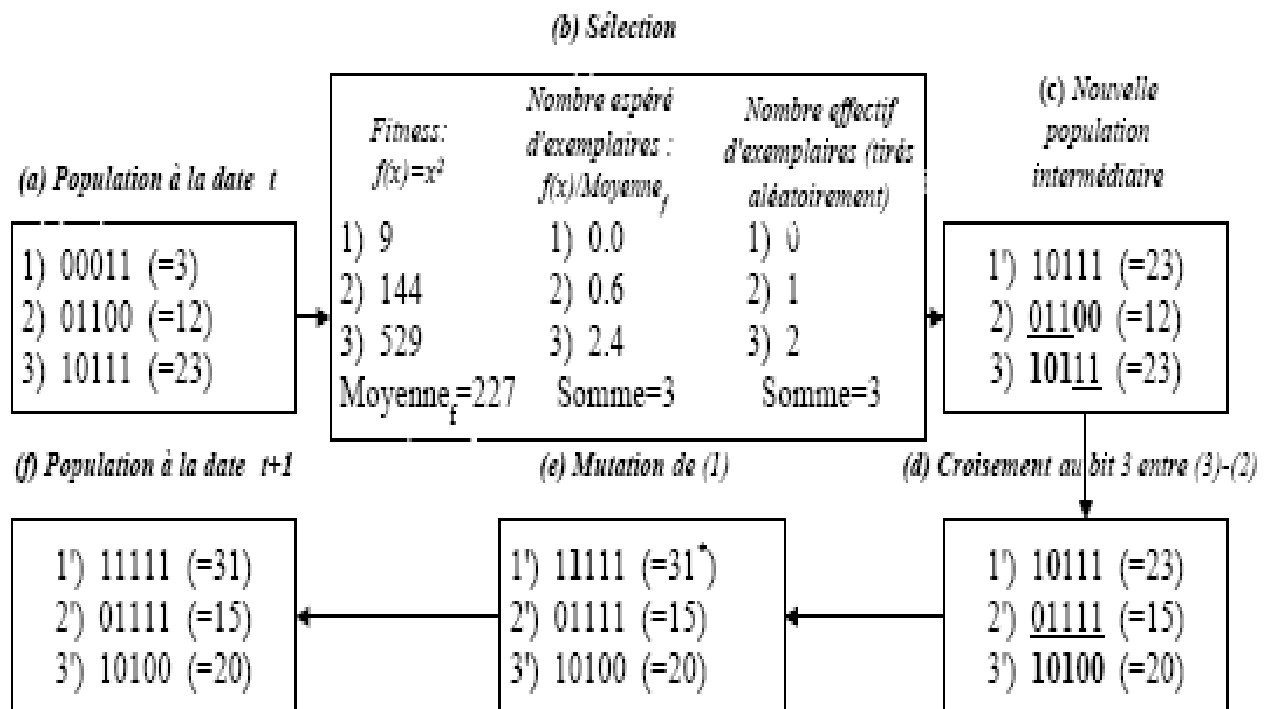 (b) Sélection
(a) Population à la date t
1) 00011 (=3)
2) 01100 (=12)
3) 10111 (=23)
Fitness:
f(x)=x²
1) 9
2) 144
3) 529
Moyenne_f=227
Nombre espéré
d'exemplaires :
f(x)/Moyenne_f
1) 0.0
2) 0.6
3) 2.4
Somme=3
Nombre effectif
d'exemplaires (tirés
aléatoirement)
1) 0
2) 1
3) 2
Somme=3
(c) Nouvelle
population
intermédiaire
1') 10111 (=23)
2) 01100 (=12)
3) 10111 (=23)
(d) Croisement au bit 3 entre (3)-(2)
1') 10111 (=23)
2') 01111 (=15)
3') 10100 (=20)
(e) Mutation de (1)
1') 11111 (=31*)
2') 01111 (=15)
3') 10100 (=20)
(f) Population à la date t+1
1') 11111 (=31)
2') 01111 (=15)
3') 10100 (=20)